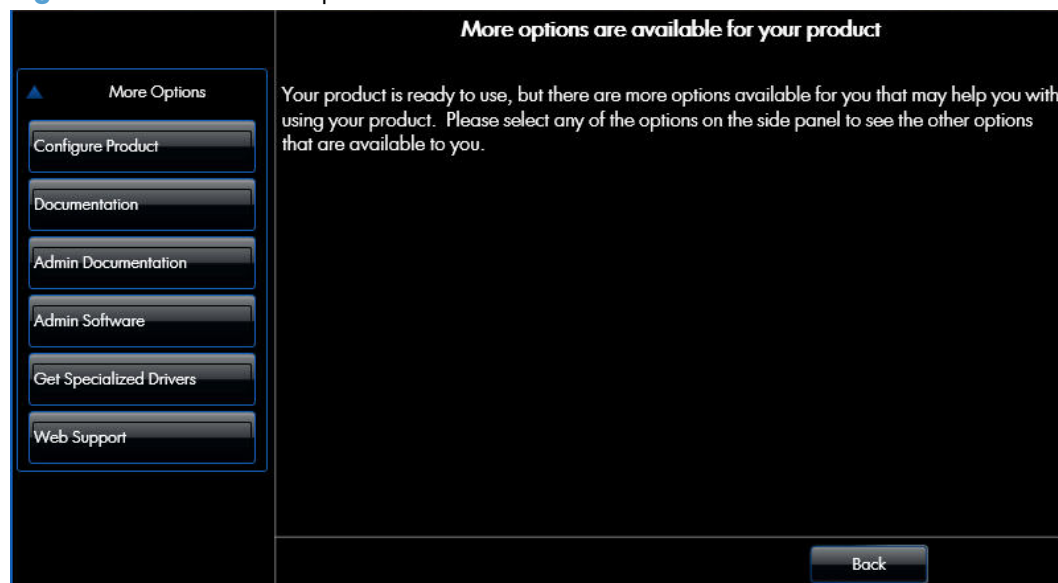 More options are available for your product
More Options
Configure Product
Documentation
Admin Documentation
Admin Software
Get Specialized Drivers
Web Support
Your product is ready to use, but there are more options available for you that may help you with
using your product. Please select any of the options on the side panel to see the other options
that are available to you.
Back